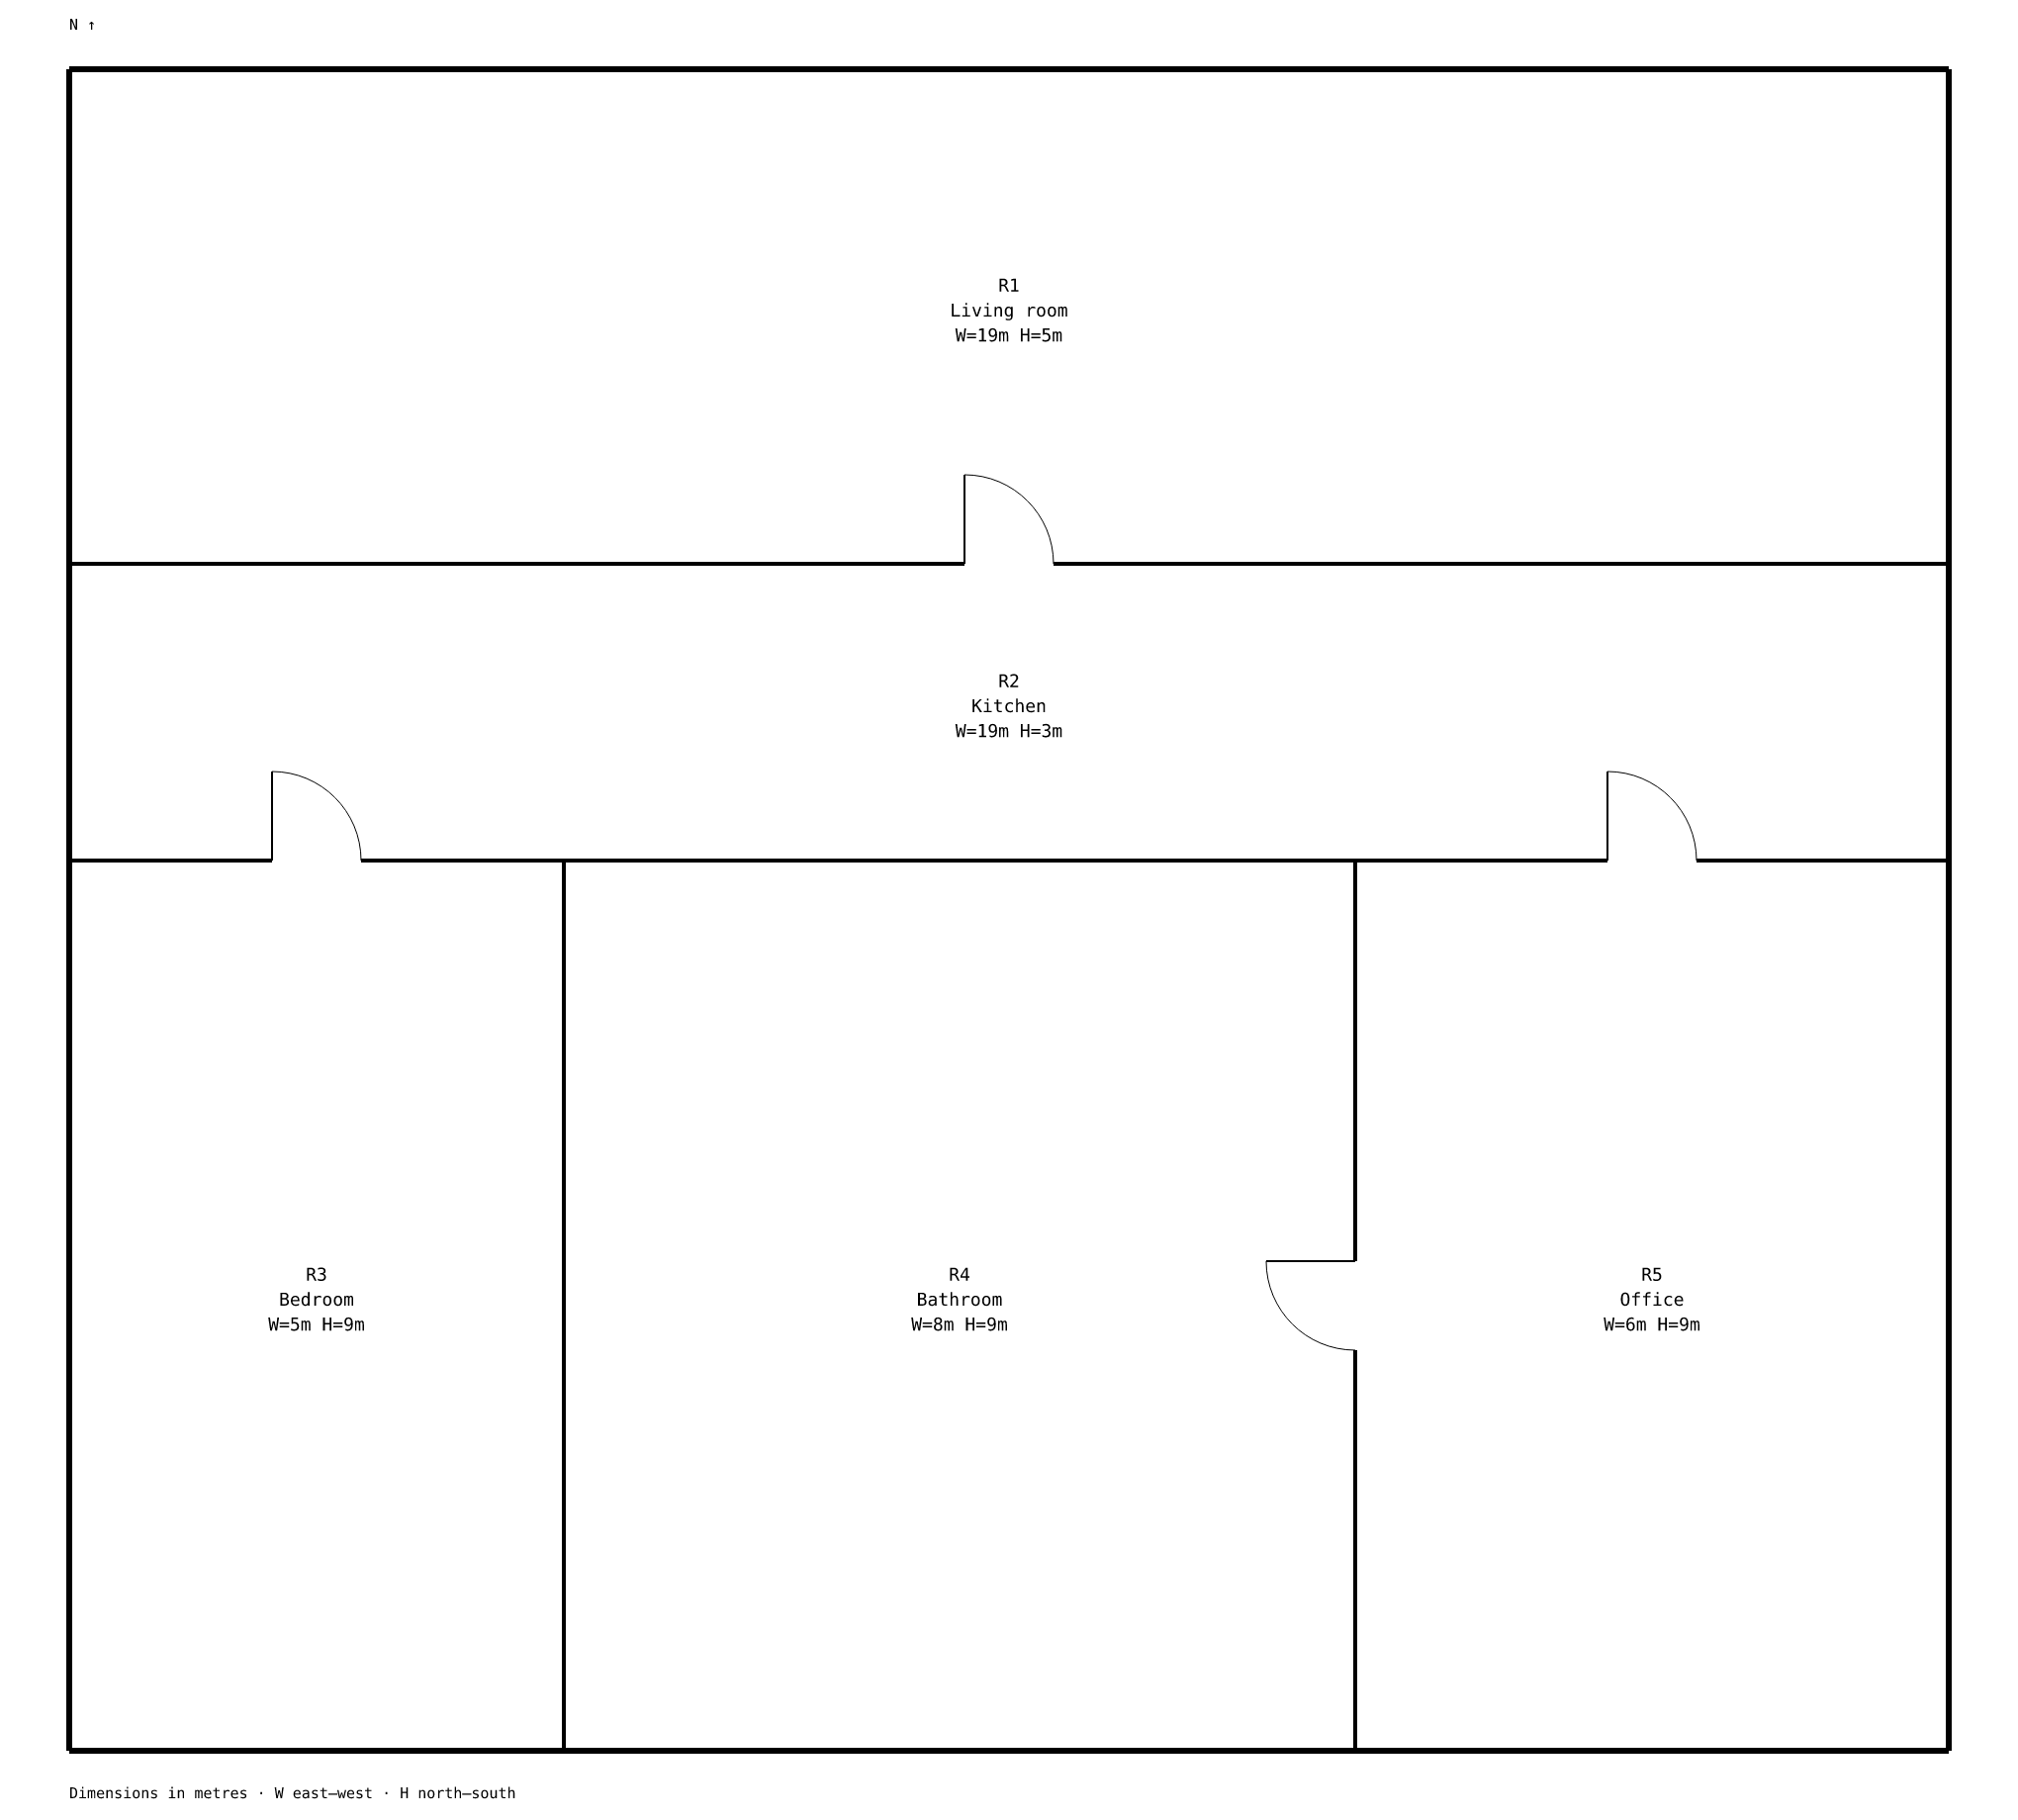 N ↑
R1
Living room
W=19m H=5m
R2
Kitchen
W=19m H=3m
R3
Bedroom
W=5m H=9m
R4
Bathroom
W=8m H=9m
R5
Office
W=6m H=9m
Dimensions in metres · W east–west · H north–south